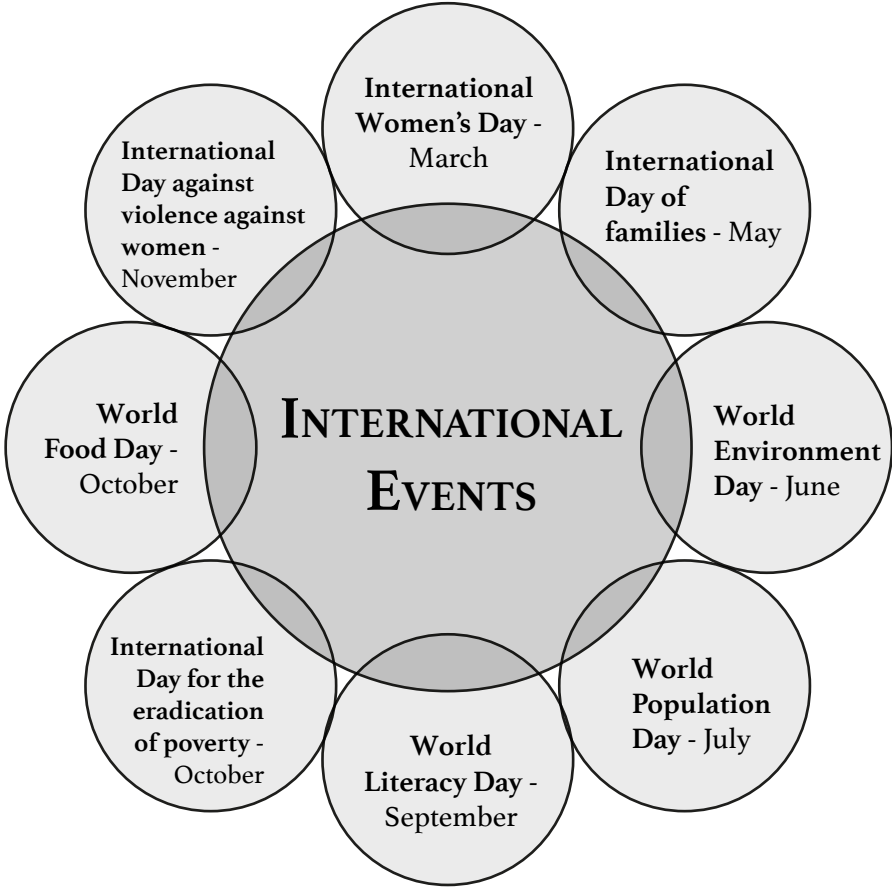 International
Women's Day -
March
International
Day of
families - May
World
Environment
Day - June
World
Population
Day - July
World
Literacy Day -
September
International
Day for the
eradication
of poverty -
October
World
Food Day -
October
International
Day against
violence against
women -
November
INTERNATIONAL
EVENTS